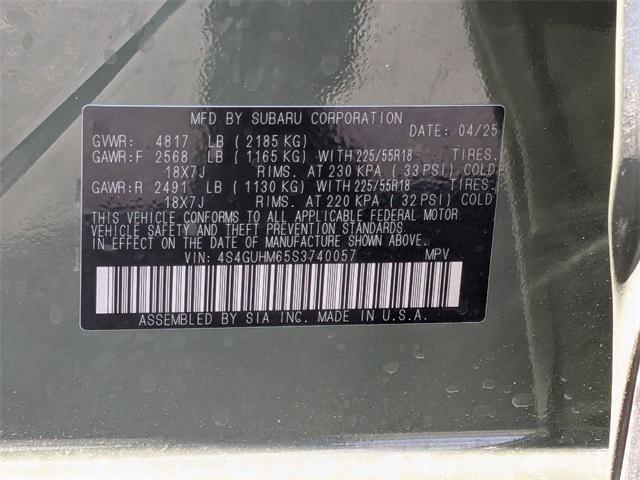 MFD BY SUBARU CORPORATION
DATE: 04/25
GVWR: 4817 LB (2185 KG)
GAWR:F 2568 LB (1165 KG) WITH 225/55R18 TIRES.
18X7J RIMS. AT 230 KPA (33 PSI) COLD
GAWR:R 2491 LB (1130 KG) WITH 225/55R18 TIRES.
18X7J RIMS. AT 220 KPA (32 PSI) COLD
THIS VEHICLE CONFORMS TO ALL APPLICABLE FEDERAL MOTOR
VEHICLE SAFETY AND THEFT PREVENTION STANDARDS
IN EFFECT ON THE DATE OF MANUFACTURE SHOWN ABOVE.
VIN: 4S4GUHM65S3740057 MPV
ASSEMBLED BY SIA INC. MADE IN U.S.A.